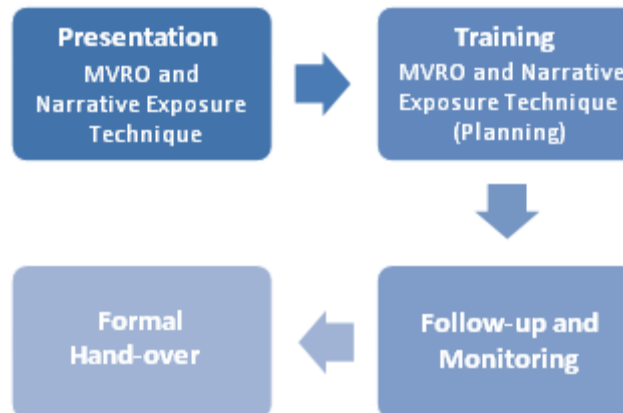 Presentation
MVRO and
Narrative Exposure
Technique
Training
MVRO and Narrative
Exposure Technique
(Planning)
Follow-up and
Monitoring
Formal
Hand-over